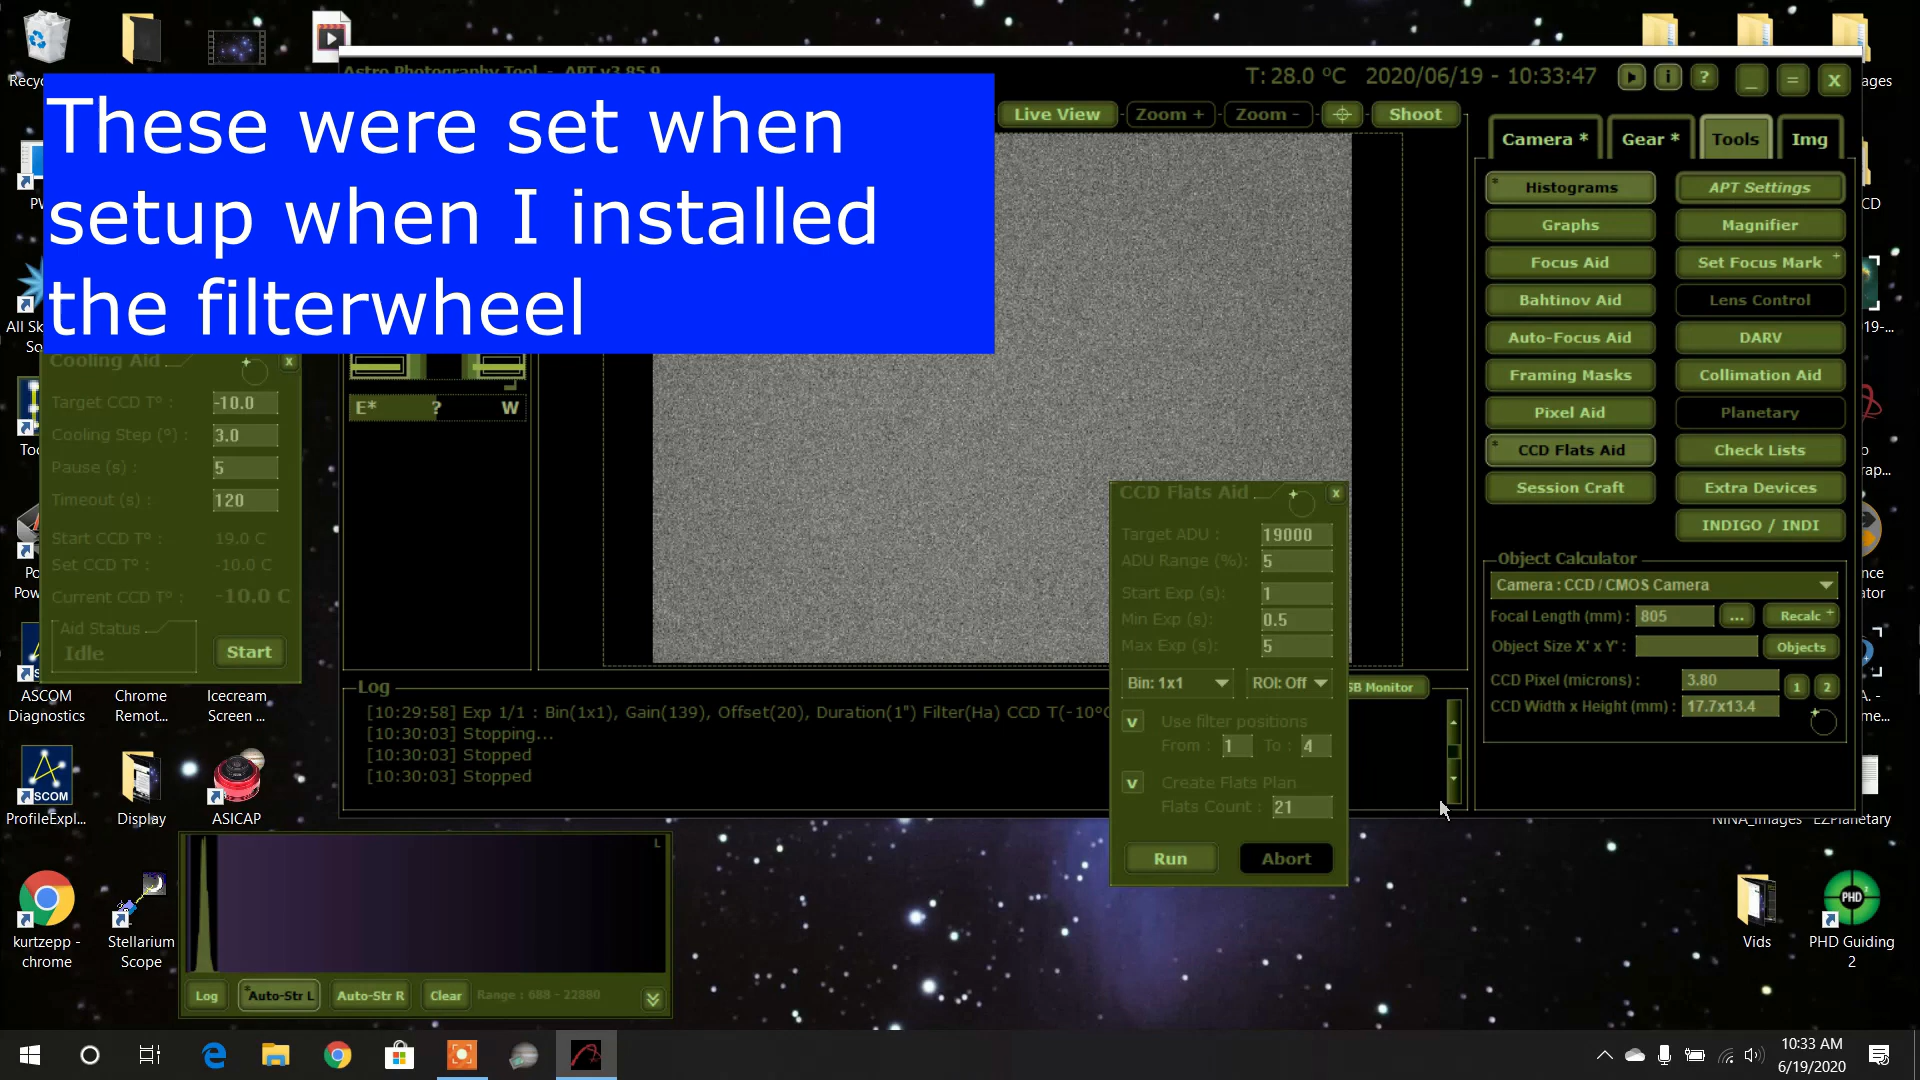 These were set when
setup when I installed
the filterwheel
T: 28.0 ºC 2020/06/19 - 10:33:47
i ? _ = X
Live View Zoom + Zoom - Shoot
Camera * Gear * Tools Img
Histograms APT Settings
Graphs Magnifier
Focus Aid Set Focus Mark +
Bahtinov Aid Lens Control
Auto-Focus Aid DARV
Framing Masks Collimation Aid
Pixel Aid Planetary
CCD Flats Aid Check Lists
Session Craft Extra Devices
INDIGO / INDI
Object Calculator
Camera : CCD / CMOS Camera
Focal Length (mm) : 805 ... Recalc +
Object Size X' x Y' : Objects
CCD Pixel (microns) : 3.80 1 2
CCD Width x Height (mm) : 17.7x13.4
E* ? W
Cooling Aid x
Target CCD Tº : -10.0
Cooling Step (º) : 3.0
Pause (s) : 5
Timeout (s) : 120
Start CCD Tº : 19.0 C
Set CCD Tº : -10.0 C
Current CCD Tº : -10.0 C
Aid Status
Idle
Start
CCD Flats Aid x
Target ADU : 19000
ADU Range (%): 5
Start Exp (s): 1
Min Exp (s): 0.5
Max Exp (s): 5
Bin: 1x1 ROI: Off
v Use filter positions
From : 1 To : 4
v Create Flats Plan
Flats Count : 21
Run Abort
Log
SB Monitor
[10:29:58] Exp 1/1 : Bin(1x1), Gain(139), Offset(20), Duration(1") Filter(Ha) CCD T(-10º
[10:30:03] Stopping...
[10:30:03] Stopped
[10:30:03] Stopped
L
Log Auto-Str L Auto-Str R Clear Range : 688 - 22880
ASCOM
Diagnostics
Chrome
Remot...
Icecream
Screen ...
ProfileExpl...
Display
ASICAP
kurtzepp -
chrome
Stellarium
Scope
NINA_Images EZPlanetary
Vids
PHD
PHD Guiding
2
10:33 AM
6/19/2020